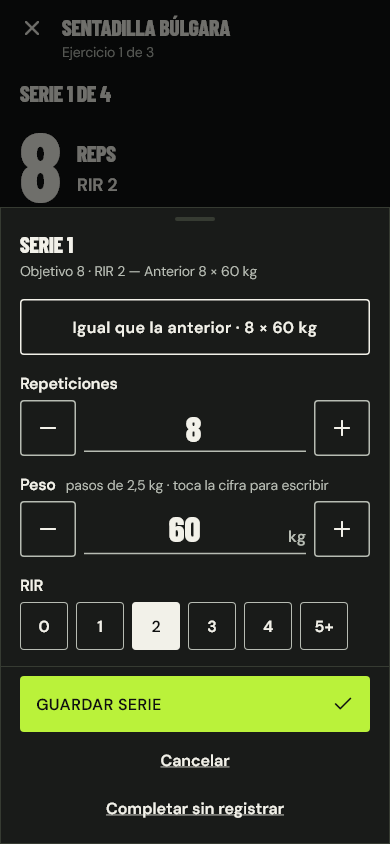 SENTADILLA BÚLGARA
Ejercicio 1 de 3
SERIE 1 DE 4
8
REPS
RIR 2
SERIE 1
Objetivo 8 · RIR 2 — Anterior 8 × 60 kg
Igual que la anterior · 8 × 60 kg
Repeticiones
— 8 +
Peso pasos de 2,5 kg · toca la cifra para escribir
— 60 kg +
RIR
0 1 2 3 4 5+
GUARDAR SERIE
Cancelar
Completar sin registrar